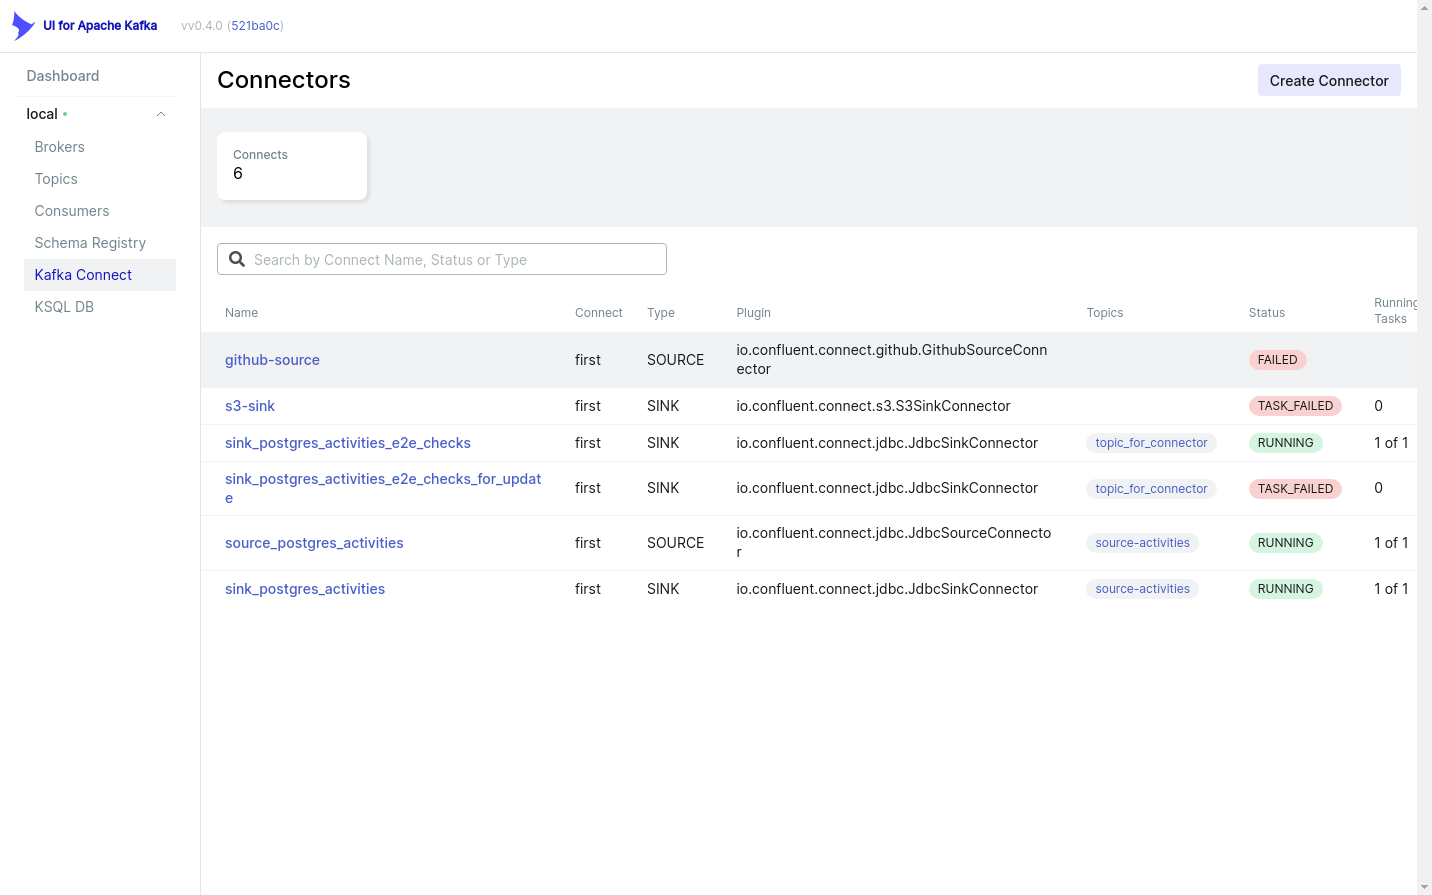 UI for Apache Kafka vv0.4.0 (521ba0c)
Dashboard
local
Brokers
Topics
Consumers
Schema Registry
Kafka Connect
KSQL DB
Connectors
Create Connector
Connects
6
Search by Connect Name, Status or Type
Name Connect Type Plugin Topics Status Running
Tasks
github-source first SOURCE io.confluent.connect.github.GithubSourceConn
ector FAILED
s3-sink first SINK io.confluent.connect.s3.S3SinkConnector TASK_FAILED 0
sink_postgres_activities_e2e_checks first SINK io.confluent.connect.jdbc.JdbcSinkConnector topic_for_connector RUNNING 1 of 1
sink_postgres_activities_e2e_checks_for_updat
e first SINK io.confluent.connect.jdbc.JdbcSinkConnector topic_for_connector TASK_FAILED 0
source_postgres_activities first SOURCE io.confluent.connect.jdbc.JdbcSourceConnecto
r source-activities RUNNING 1 of 1
sink_postgres_activities first SINK io.confluent.connect.jdbc.JdbcSinkConnector source-activities RUNNING 1 of 1